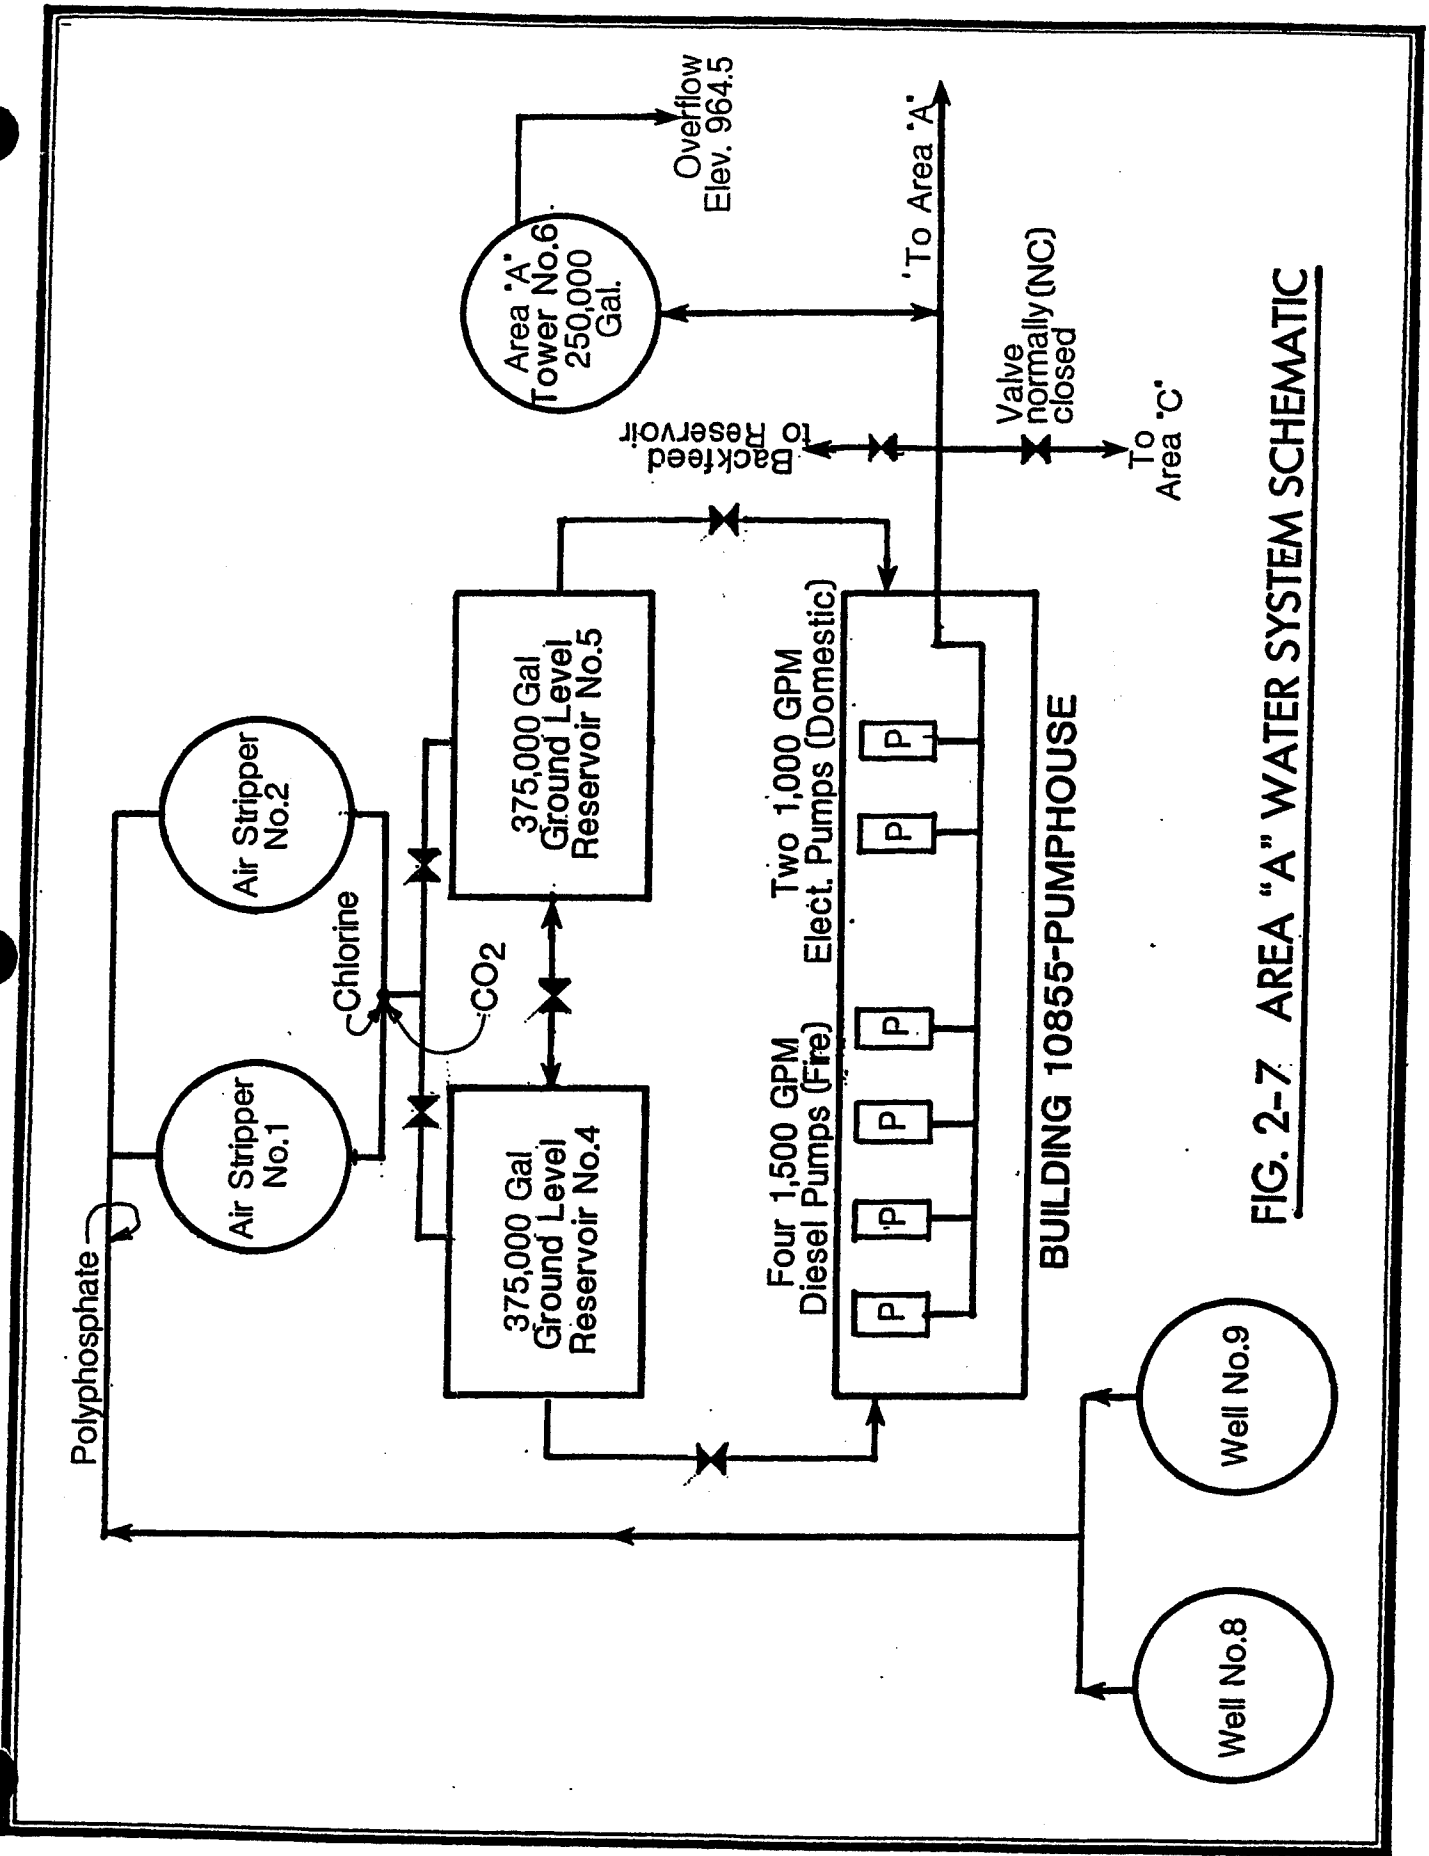 Polyphosphate
Air Stripper
No.1
Air Stripper
No.2
Chlorine
CO2
375,000 Gal
Ground Level
Reservoir No.4
375,000 Gal
Ground Level
Reservoir No.5
Area "A"
Tower No.6
250,000
Gal.
Overflow
Elev. 964.5
Backfeed
to Reservoir
'To Area "A"
Valve
normally (NC)
closed
To
Area "C"
Four 1,500 GPM
Diesel Pumps (Fire)
Two 1,000 GPM
Elect. Pumps (Domestic)
P
P
P
P
P
P
BUILDING 10855-PUMPHOUSE
Well No.8
Well No.9
FIG. 2-7 AREA "A" WATER SYSTEM SCHEMATIC